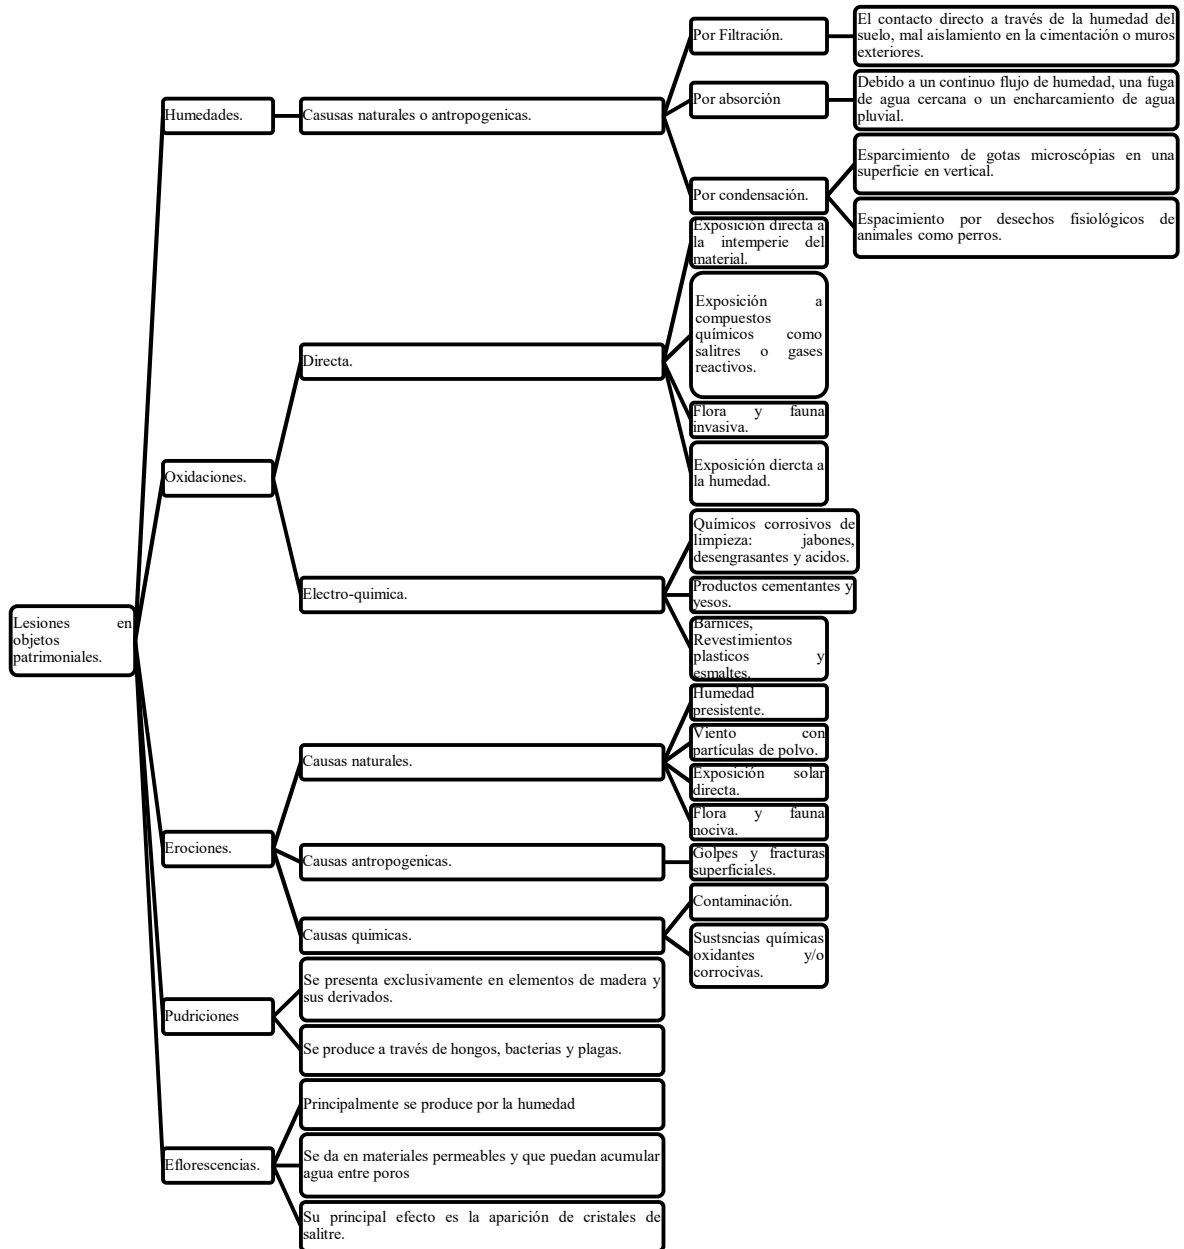 Lesiones en
objetos
patrimoniales.
Humedades.
Casusas naturales o antropogenicas.
Por Filtración.
El contacto directo a través de la humedad del
suelo, mal aislamiento en la cimentación o muros
exteriores.
Por absorción
Debido a un continuo flujo de humedad, una fuga
de agua cercana o un encharcamiento de agua
pluvial.
Por condensación.
Esparcimiento de gotas microscópias en una
superficie en vertical.
Espacimiento por desechos fisiológicos de
animales como perros.
Oxidaciones.
Directa.
Exposición directa a
la intemperie del
material.
Exposición a
compuestos
químicos como
salitres o gases
reactivos.
Flora y fauna
invasiva.
Exposición diercta a
la humedad.
Electro-quimica.
Químicos corrosivos de
limpieza: jabones,
desengrasantes y acidos.
Productos cementantes y
yesos.
Barnices,
Revestimientos
plasticos y
esmaltes.
Erociones.
Causas naturales.
Humedad
presistente.
Viento con
partículas de polvo.
Exposición solar
directa.
Flora y fauna
nociva.
Causas antropogenicas.
Golpes y fracturas
superficiales.
Causas quimicas.
Contaminación.
Sustsncias químicas
oxidantes y/o
corrocivas.
Pudriciones
Se presenta exclusivamente en elementos de madera y
sus derivados.
Se produce a través de hongos, bacterias y plagas.
Eflorescencias.
Principalmente se produce por la humedad
Se da en materiales permeables y que puedan acumular
agua entre poros
Su principal efecto es la aparición de cristales de
salitre.